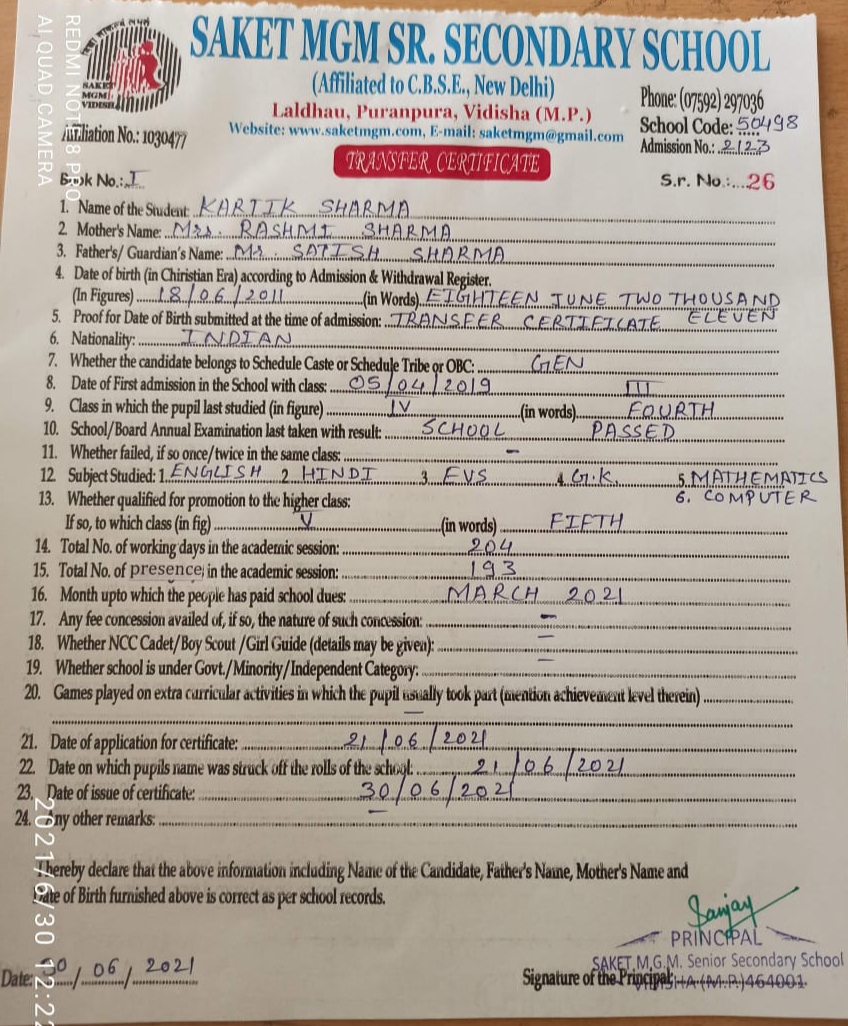 SAKET MGM SR. SECONDARY SCHOOL
(Affiliated to C.B.S.E., New Delhi)
Laldhau, Puranpura, Vidisha (M.P.)
Website: www.saketmgm.com, E-mail: saketmgm@gmail.com
SAKET
MGM
VIDISHA
Affiliation No.: 1030477
Phone: (07592) 297036
School Code: 50498
Admission No.: 2123
TRANSFER CERTIFICATE
Book No.: I
S.r. No.:...26
1. Name of the Student: KARTIK SHARMA
2. Mother's Name: Mrs. RASHMI SHARMA
3. Father's/ Guardian's Name: Mr. SATISH SHARMA
4. Date of birth (in Chiristian Era) according to Admission & Withdrawal Register.
(In Figures) 18/06/2011 (in Words) EIGHTEEN JUNE TWO THOUSAND
ELEVEN
5. Proof for Date of Birth submitted at the time of admission: TRANSFER CERTIFICATE
6. Nationality: INDIAN
7. Whether the candidate belongs to Schedule Caste or Schedule Tribe or OBC: GEN
8. Date of First admission in the School with class: 05/04/2019 III
9. Class in which the pupil last studied (in figure) IV (in words) FOURTH
10. School/Board Annual Examination last taken with result: SCHOOL PASSED
11. Whether failed, if so once/twice in the same class: -
12. Subject Studied: 1. ENGLISH 2. HINDI 3. EVS 4. G.K. 5. MATHEMATICS
6. COMPUTER
13. Whether qualified for promotion to the higher class:
If so, to which class (in fig) V (in words) FIFTH
14. Total No. of working days in the academic session: 204
15. Total No. of presence in the academic session: 193
16. Month upto which the people has paid school dues: MARCH 2021
17. Any fee concession availed of, if so, the nature of such concession: -
18. Whether NCC Cadet/Boy Scout /Girl Guide (details may be given): -
19. Whether school is under Govt./Minority/Independent Category: -
20. Games played on extra curricular activities in which the pupil usually took part (mention achievement level therein)
-
21. Date of application for certificate: 21/06/2021
22. Date on which pupils name was struck off the rolls of the school: 21/06/2021
23. Date of issue of certificate: 30/06/2021
24. Any other remarks: -
I hereby declare that the above information including Name of the Candidate, Father's Name, Mother's Name and
Date of Birth furnished above is correct as per school records.
Sanjay
PRINCIPAL
SAKET M.G.M. Senior Secondary School
VIDISHA (M.P.) 464001
Date: 30/06/2021
Signature of the Principal
REDMI NOTE 8 PRO
AI QUAD CAMERA
2021/6/30 12:22